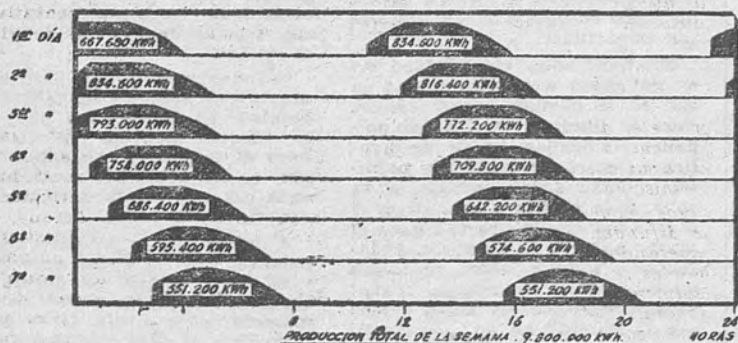 1er DÍA 667.680 KWh 834.600 KWh
2º " 834.600 KWh 816.400 KWh
3er " 793.000 KWh 772.200 KWh
4º " 754.000 KWh 709.800 KWh
5º " 686.400 KWh 642.200 KWh
6º " 595.400 KWh 574.600 KWh
7º " 551.200 KWh 551.200 KWh
8 12 16 20 24
PRODUCCION TOTAL DE LA SEMANA. 9.800.000 KWh. HORAS